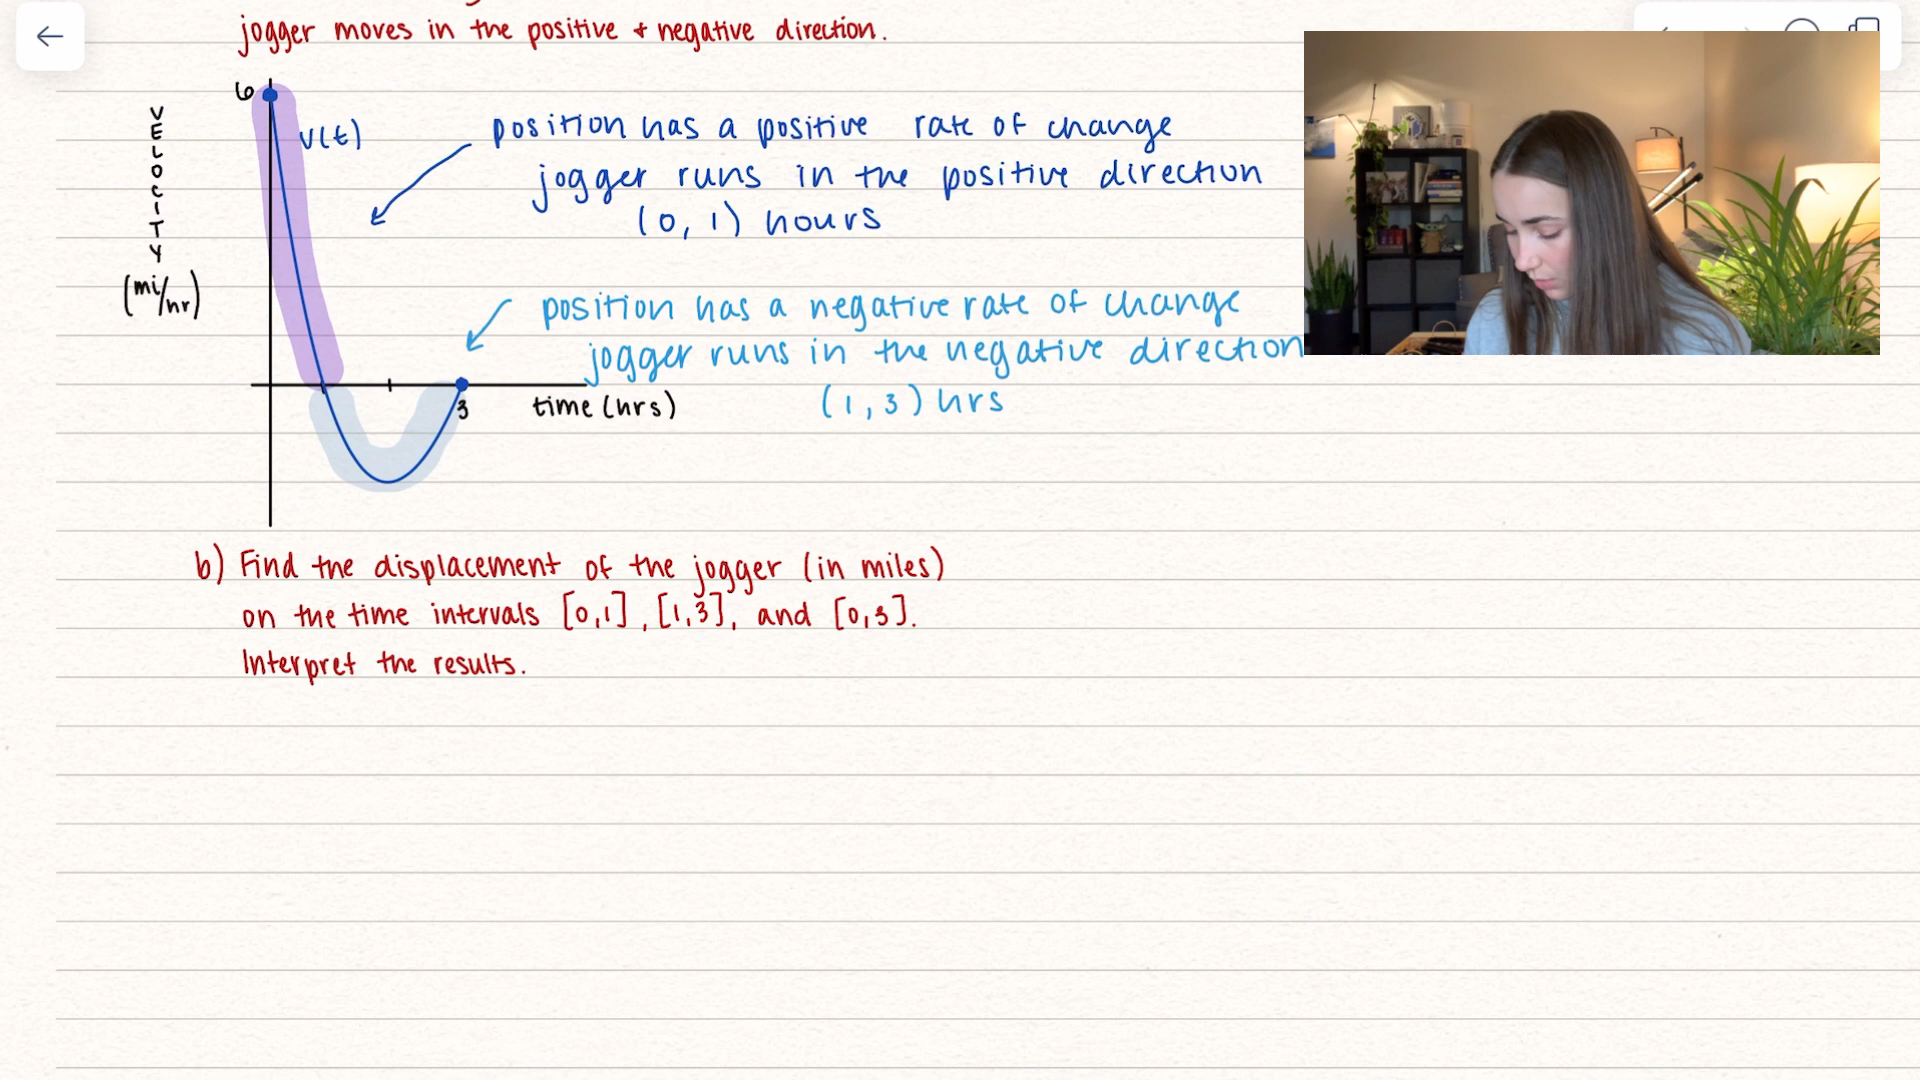 jogger moves in the positive + negative direction.
6
VELOCITY
(mi/hr)
v(t)
position has a positive rate of change
jogger runs in the positive direction
(0, 1) hours
position has a negative rate of change
jogger runs in the negative direction
(1, 3) hrs
3
time (hrs)
b) Find the displacement of the jogger (in miles)
on the time intervals [0,1], [1,3], and [0,3].
Interpret the results.